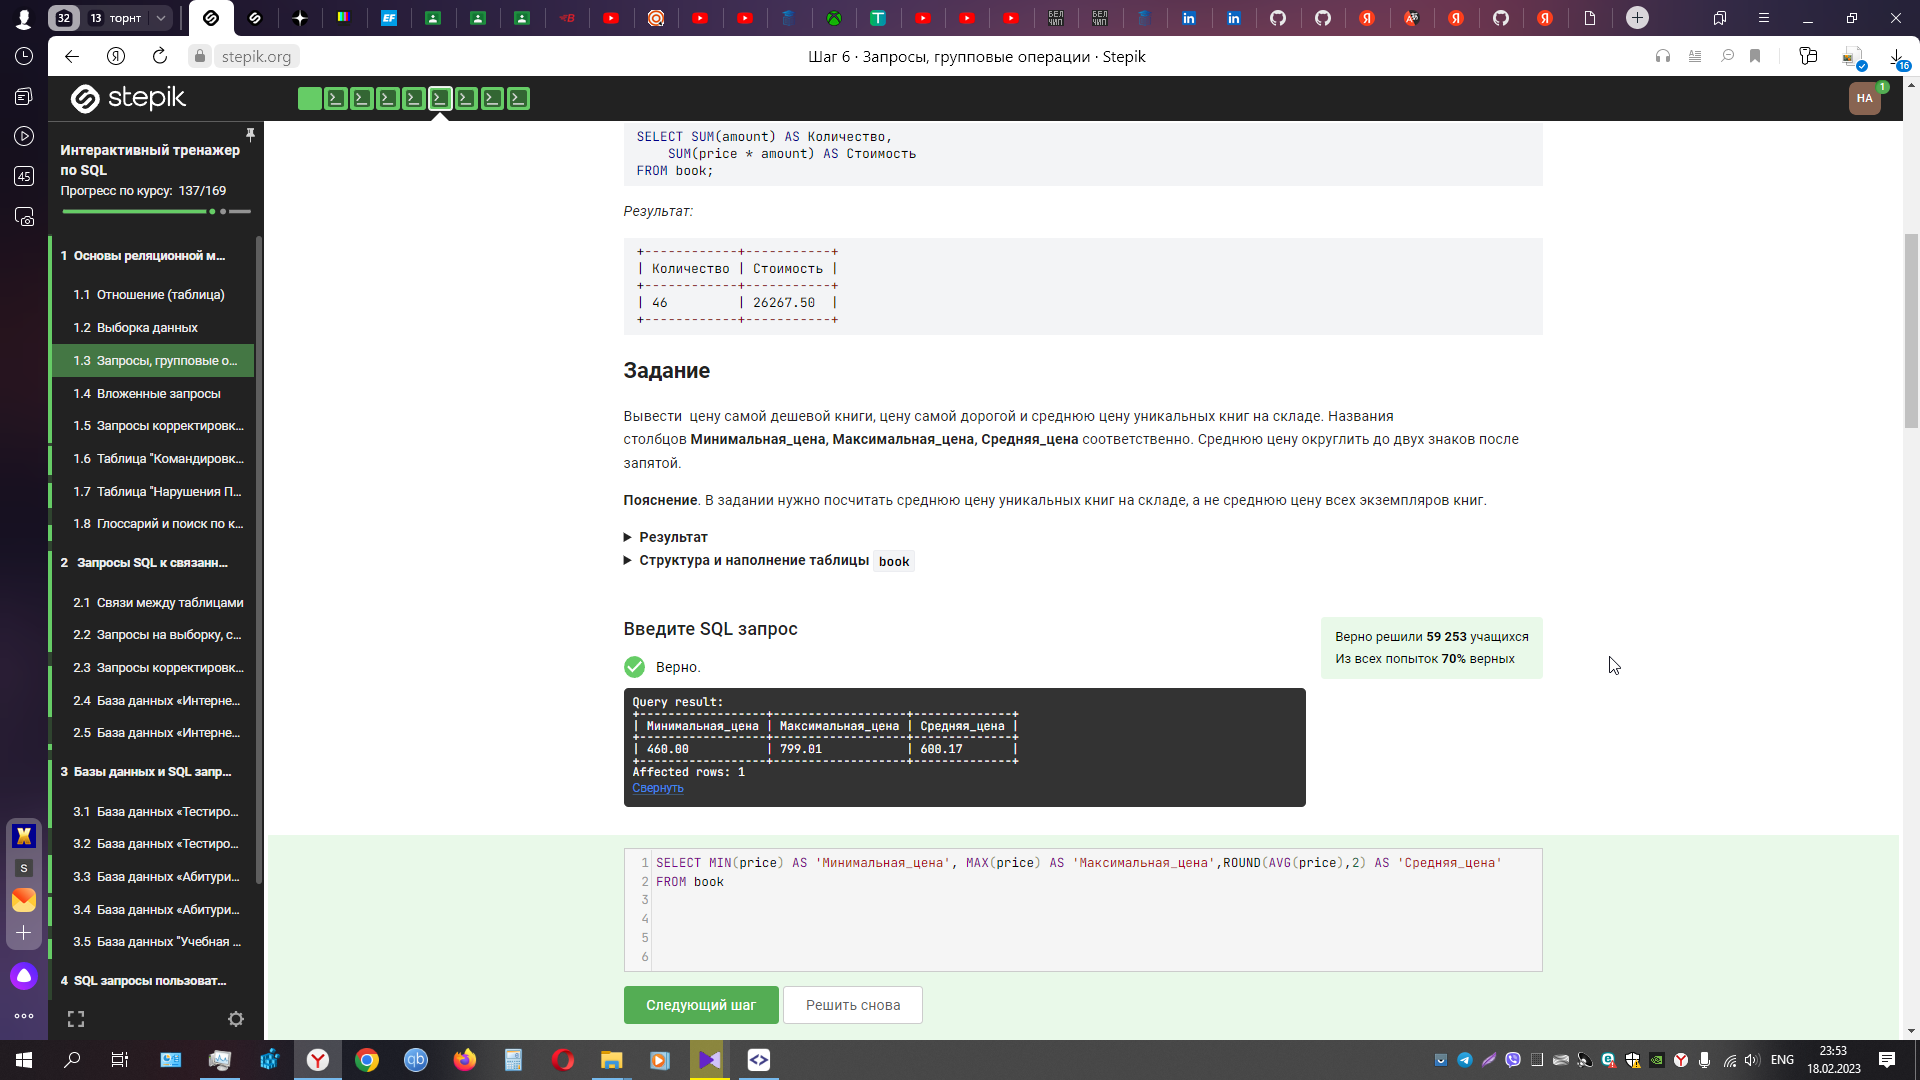 32
13 торнт
БЕЛ ЧИП
БЕЛ ЧИП
stepik.org
Шаг 6 · Запросы, групповые операции · Stepik
16
45
stepik
НА
1
Интерактивный тренажер
по SQL
Прогресс по курсу: 137/169
1 Основы реляционной м...
1.1 Отношение (таблица)
1.2 Выборка данных
1.3 Запросы, групповые о...
1.4 Вложенные запросы
1.5 Запросы корректировк...
1.6 Таблица "Командировк...
1.7 Таблица "Нарушения П...
1.8 Глоссарий и поиск по к...
2 Запросы SQL к связанн...
2.1 Связи между таблицами
2.2 Запросы на выборку, с...
2.3 Запросы корректировк...
2.4 База данных «Интерне...
2.5 База данных «Интерне...
3 Базы данных и SQL запр...
3.1 База данных «Тестиро...
3.2 База данных «Тестиро...
3.3 База данных «Абитури...
3.4 База данных «Абитури...
3.5 База данных "Учебная ...
4 SQL запросы пользоват...
SELECT SUM(amount) AS Количество,
SUM(price * amount) AS Стоимость
FROM book;
Результат:
+------------+-----------+
| Количество | Стоимость |
+------------+-----------+
| 46         | 26267.50  |
+------------+-----------+
Задание
Вывести цену самой дешевой книги, цену самой дорогой и среднюю цену уникальных книг на складе. Названия
столбцов Минимальная_цена, Максимальная_цена, Средняя_цена соответственно. Среднюю цену округлить до двух знаков после
запятой.
Пояснение. В задании нужно посчитать среднюю цену уникальных книг на складе, а не среднюю цену всех экземпляров книг.
Результат
Структура и наполнение таблицы book
Введите SQL запрос
Верно решили 59 253 учащихся
Из всех попыток 70% верных
Верно.
Query result:
+------------------+-------------------+--------------+
| Минимальная_цена | Максимальная_цена | Средняя_цена |
+------------------+-------------------+--------------+
| 460.00           | 799.01            | 600.17       |
+------------------+-------------------+--------------+
Affected rows: 1
Свернуть
1 SELECT MIN(price) AS 'Минимальная_цена', MAX(price) AS 'Максимальная_цена',ROUND(AVG(price),2) AS 'Средняя_цена'
2 FROM book
3
4
5
6
Следующий шаг
Решить снова
ENG
23:53
18.02.2023